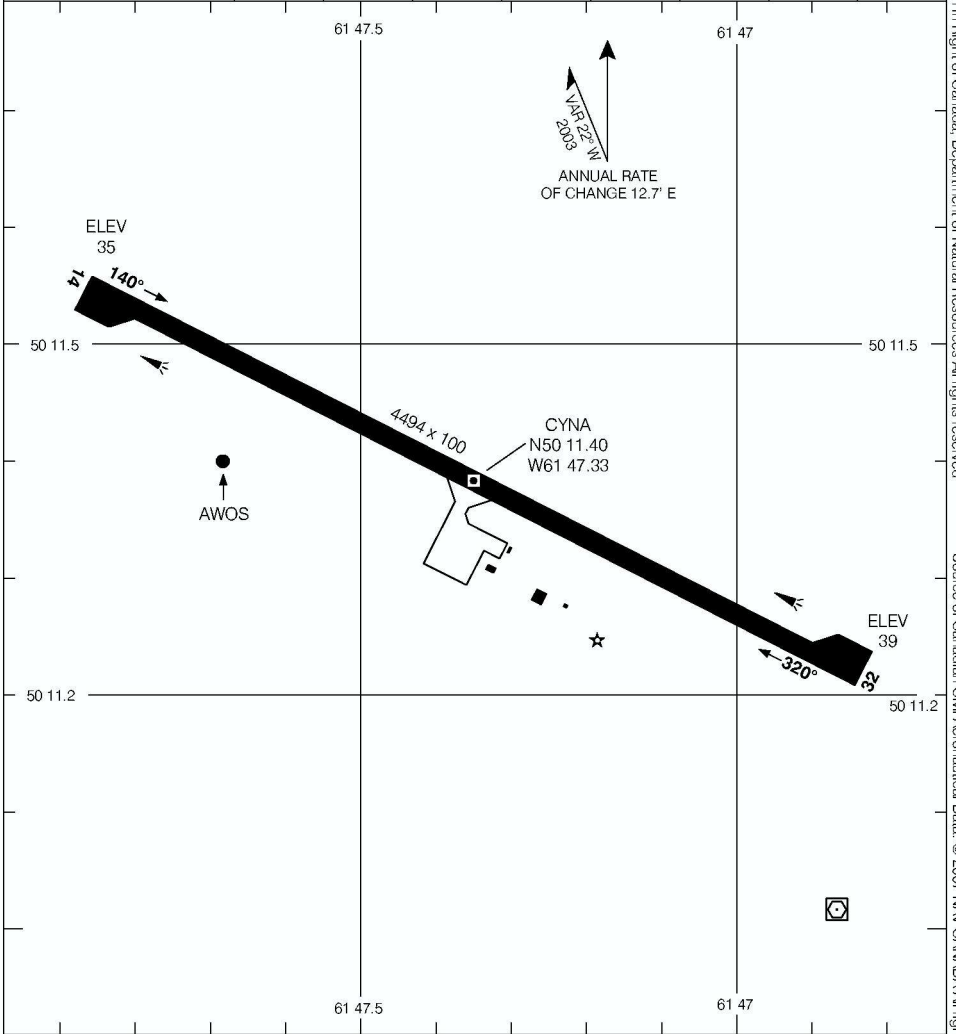 61 47.5
61 47
VAR 22° W
2003
ANNUAL RATE
OF CHANGE 12.7' E
ELEV
35
14
140°
50 11.5
50 11.5
4494 x 100
CYNA
N50 11.40
W61 47.33
AWOS
ELEV
39
320°
32
50 11.2
50 11.2
61 47.5
61 47